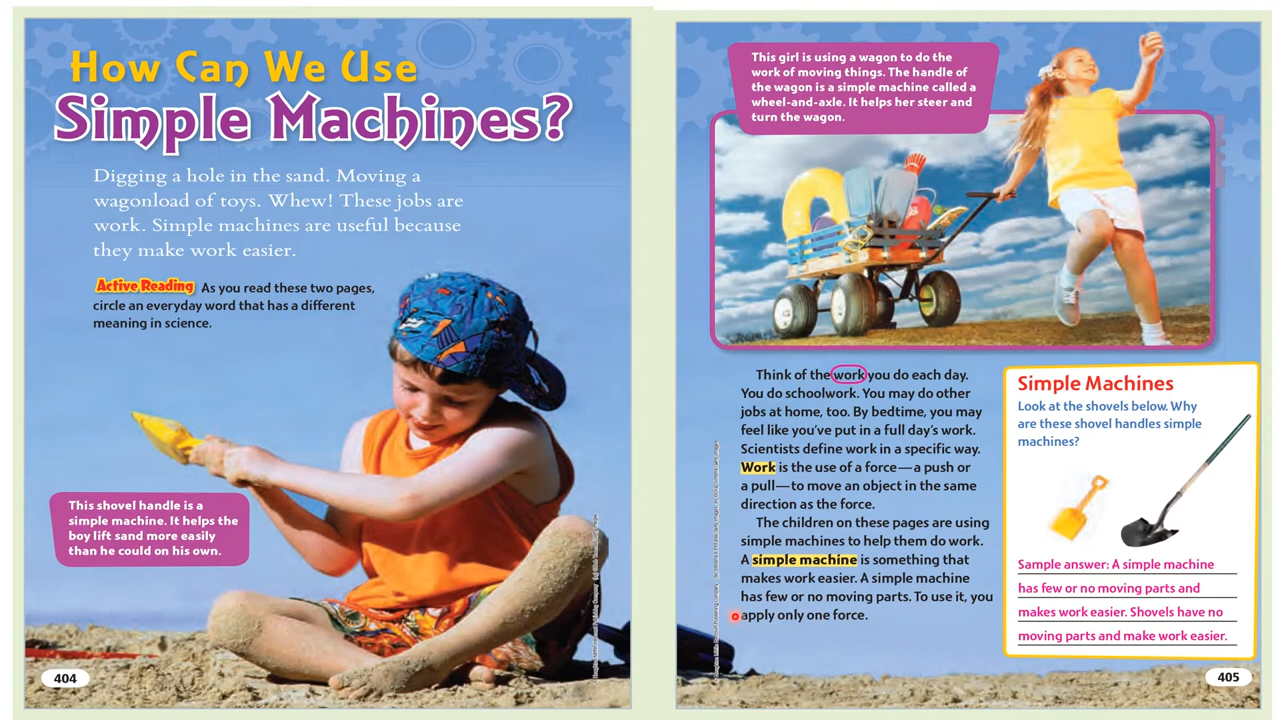 How Can We Use
Simple Machines?
Digging a hole in the sand. Moving a
wagonload of toys. Whew! These jobs are
work. Simple machines are useful because
they make work easier.
Active Reading As you read these two pages,
circle an everyday word that has a different
meaning in science.
This shovel handle is a
simple machine. It helps the
boy lift sand more easily
than he could on his own.
404
This girl is using a wagon to do the
work of moving things. The handle of
the wagon is a simple machine called a
wheel-and-axle. It helps her steer and
turn the wagon.
Think of the work you do each day.
You do schoolwork. You may do other
jobs at home, too. By bedtime, you may
feel like you've put in a full day's work.
Scientists define work in a specific way.
Work is the use of a force—a push or
a pull—to move an object in the same
direction as the force.
The children on these pages are using
simple machines to help them do work.
A simple machine is something that
makes work easier. A simple machine
has few or no moving parts. To use it, you
apply only one force.
Simple Machines
Look at the shovels below. Why
are these shovel handles simple
machines?
Sample answer: A simple machine
has few or no moving parts and
makes work easier. Shovels have no
moving parts and make work easier.
405